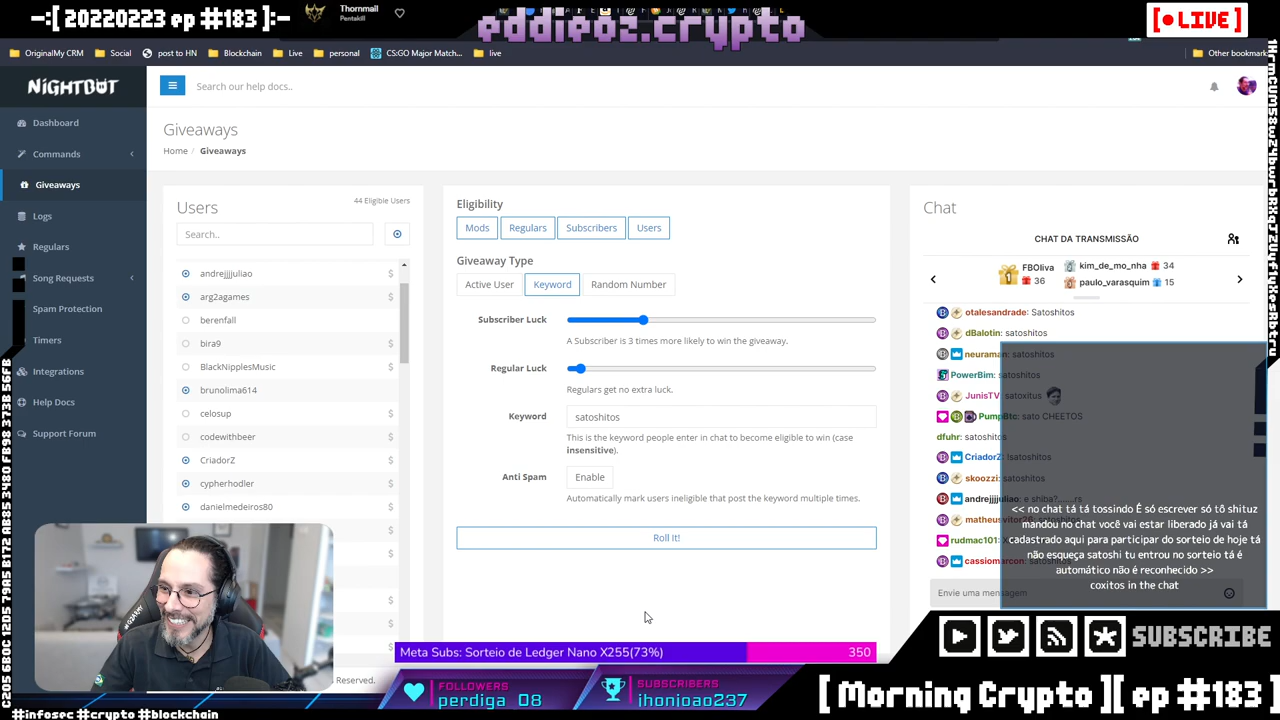 -:[ 20220223 ep #183 ]:-
Thornmail
Pentakill
eddieoz.crypto
[ LIVE ]
OriginalMy CRM
Social
post to HN
Blockchain
Live
personal
CS:GO Major Match...
live
Other bookmark
NiGHTBOT
Search our help docs..
Dashboard
Commands
Giveaways
Logs
Regulars
Song Requests
Spam Protection
Timers
Integrations
Help Docs
Support Forum
Giveaways
Home / Giveaways
Users
44 Eligible Users
Search..
andrejjjuliao $
arg2agames $
berenfall $
bira9 $
BlackNipplesMusic $
brunolima614 $
celosup $
codewithbeer $
CriadorZ $
cypherhodler $
danielmedeiros80 $
Eligibility
Mods
Regulars
Subscribers
Users
Giveaway Type
Active User
Keyword
Random Number
Subscriber Luck
A Subscriber is 3 times more likely to win the giveaway.
Regular Luck
Regulars get no extra luck.
Keyword
satoshitos
This is the keyword people enter in chat to become eligible to win (case
insensitive).
Anti Spam
Enable
Automatically mark users ineligible that post the keyword multiple times.
Roll It!
Chat
CHAT DA TRANSMISSÃO
FBOliva
36
kim_de_mo_nha 34
paulo_varasquim 15
otalesandrade: Satoshitos
dBalotin: satoshitos
neuraman: satoshitos
PowerBim: satoshitos
JunisTV: satoxitus
PumpBtc: sato CHEETOS
dfuhr: satoshitos
CriadorZ: !satoshitos
skoozzi: satoshitos
andrejjjuliao: e shiba?.......rs
rudmac101:
Envie uma mensagem
<< no chat tá tá tossindo É só escrever só tô shituz
mandou no chat você vai estar liberado já vai tá
cadastrado aqui para participar do sorteio de hoje tá
não esqueça satoshi tu entrou no sorteio tá é
automático não é reconhecido >>
coxitos in the chat
Reserved.
Meta Subs: Sorteio de Ledger Nano X255(73%)
350
FOLLOWERS
perdiga_08
SUBSCRIBERS
ihonjoao237
SUBSCRIBE
[ Morning Crypto ][ ep #183 ]
#infosec #crypto #blockchain